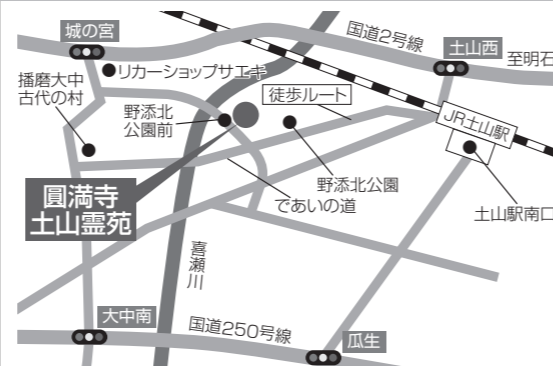 城の宮
国道2号線
土山西
至明石
リカーショップサエキ
播磨大中
古代の村
野添北
公園前
徒歩ルート
JR土山駅
圓満寺
土山霊苑
野添北公園
であいの道
土山駅南口
喜瀬川
大中南
国道250号線
瓜生